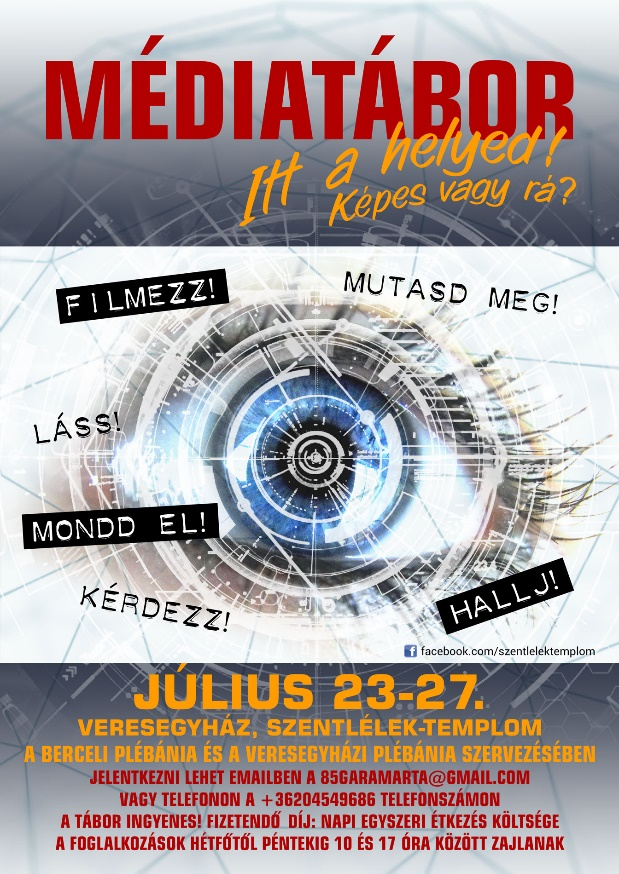 MÉDIATÁBOR
Itt a helyed!
Képes vagy rá?
FILMEZZ!
MUTASD MEG!
LÁSS!
MONDD EL!
KÉRDEZZ!
HALLJ!
facebook.com/szentlelektemplom
JÚLIUS 23-27.
VERESEGYHÁZ, SZENTLÉLEK-TEMPLOM
A BERCELI PLÉBÁNIA ÉS A VERESEGYHÁZI PLÉBÁNIA SZERVEZÉSÉBEN
JELENTKEZNI LEHET EMAILBEN A 85GARAMARTA@GMAIL.COM
VAGY TELEFONON A +36204549686 TELEFONSZÁMON
A TÁBOR INGYENES! FIZETENDŐ DÍJ: NAPI EGYSZERI ÉTKEZÉS KÖLTSÉGE
A FOGLALKOZÁSOK HÉTFŐTŐL PÉNTEKIG 10 ÉS 17 ÓRA KÖZÖTT ZAJLANAK